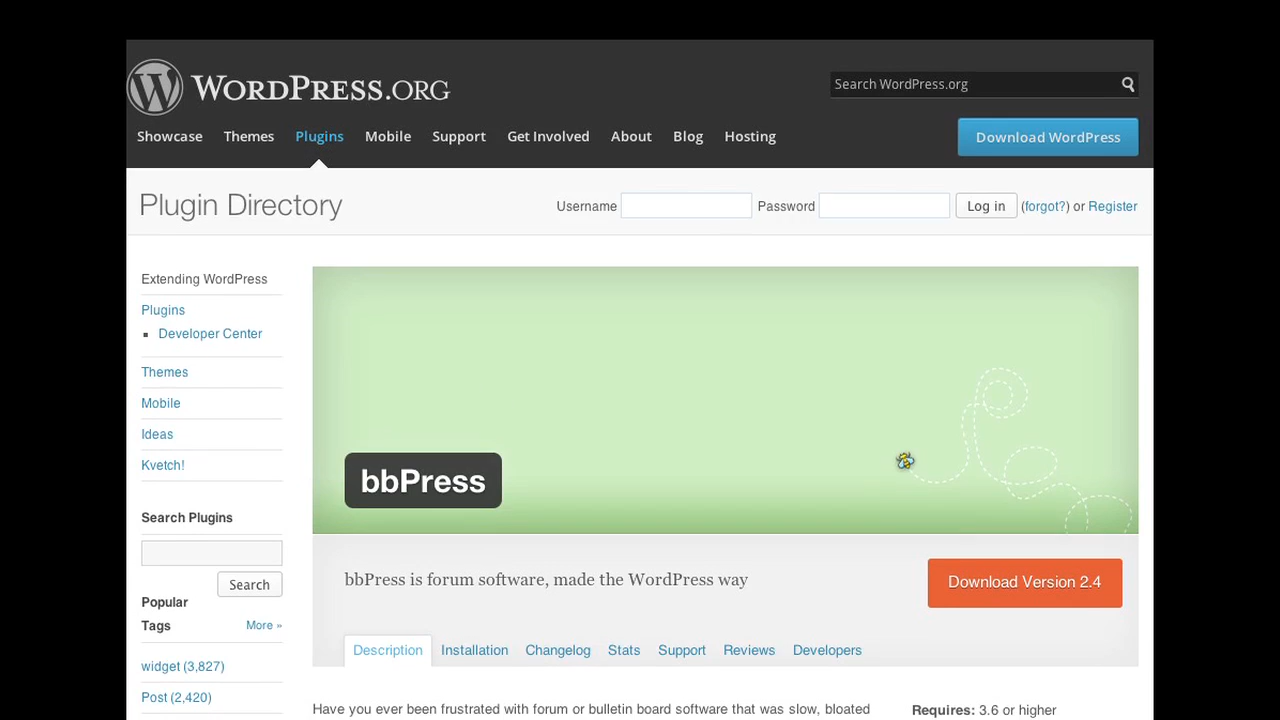 WORDPRESS.ORG
Search WordPress.org
Showcase Themes Plugins Mobile Support Get Involved About Blog Hosting
Download WordPress
Plugin Directory
Username Password Log in (forgot?) or Register
Extending WordPress
Plugins
Developer Center
Themes
Mobile
Ideas
Kvetch!
Search Plugins
Search
Popular
Tags More »
widget (3,827)
Post (2,420)
bbPress
bbPress is forum software, made the WordPress way
Download Version 2.4
Description Installation Changelog Stats Support Reviews Developers
Have you ever been frustrated with forum or bulletin board software that was slow, bloated
Requires: 3.6 or higher